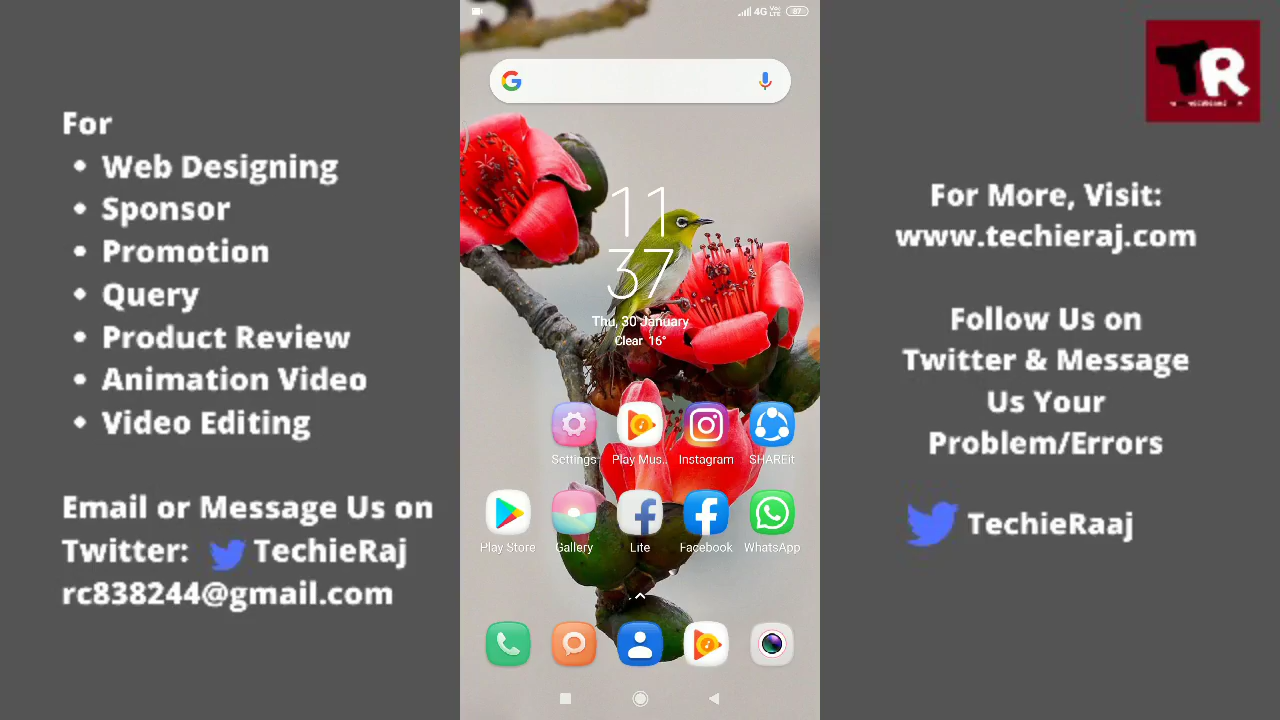 For
• Web Designing
• Sponsor
• Promotion
• Query
• Product Review
• Animation Video
• Video Editing
Email or Message Us on
Twitter: TechieRaj
rc838244@gmail.com
4G Vo LTE 87
11
37
Thu, 30 January
Clear 16°
Settings Play Mus.. Instagram SHAREit
Play Store Gallery Lite Facebook WhatsApp
TR
For More, Visit:
www.techieraj.com
Follow Us on
Twitter & Message
Us Your
Problem/Errors
TechieRaaj